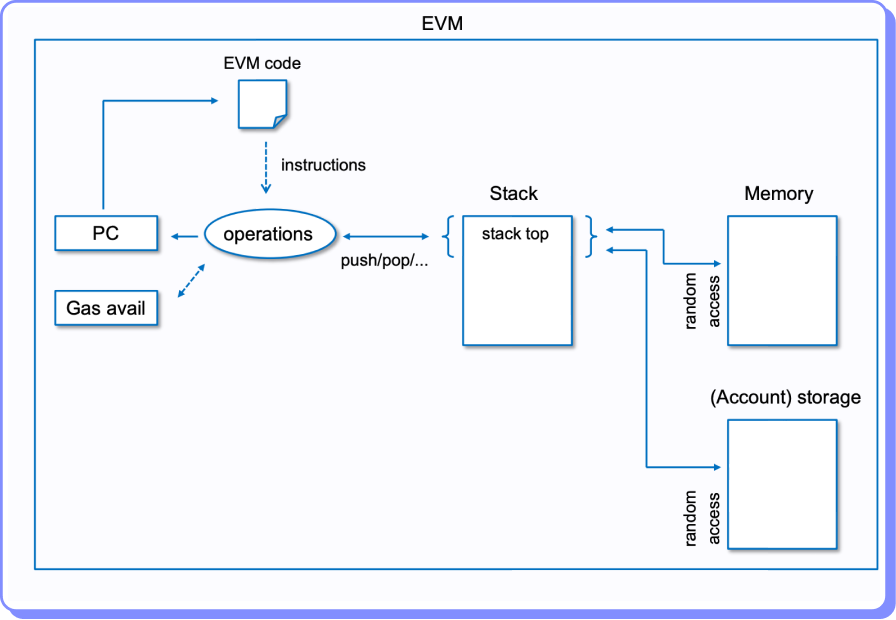 EVM
EVM code
instructions
PC
operations
push/pop/...
Gas avail
Stack
stack top
Memory
random
access
(Account) storage
random
access